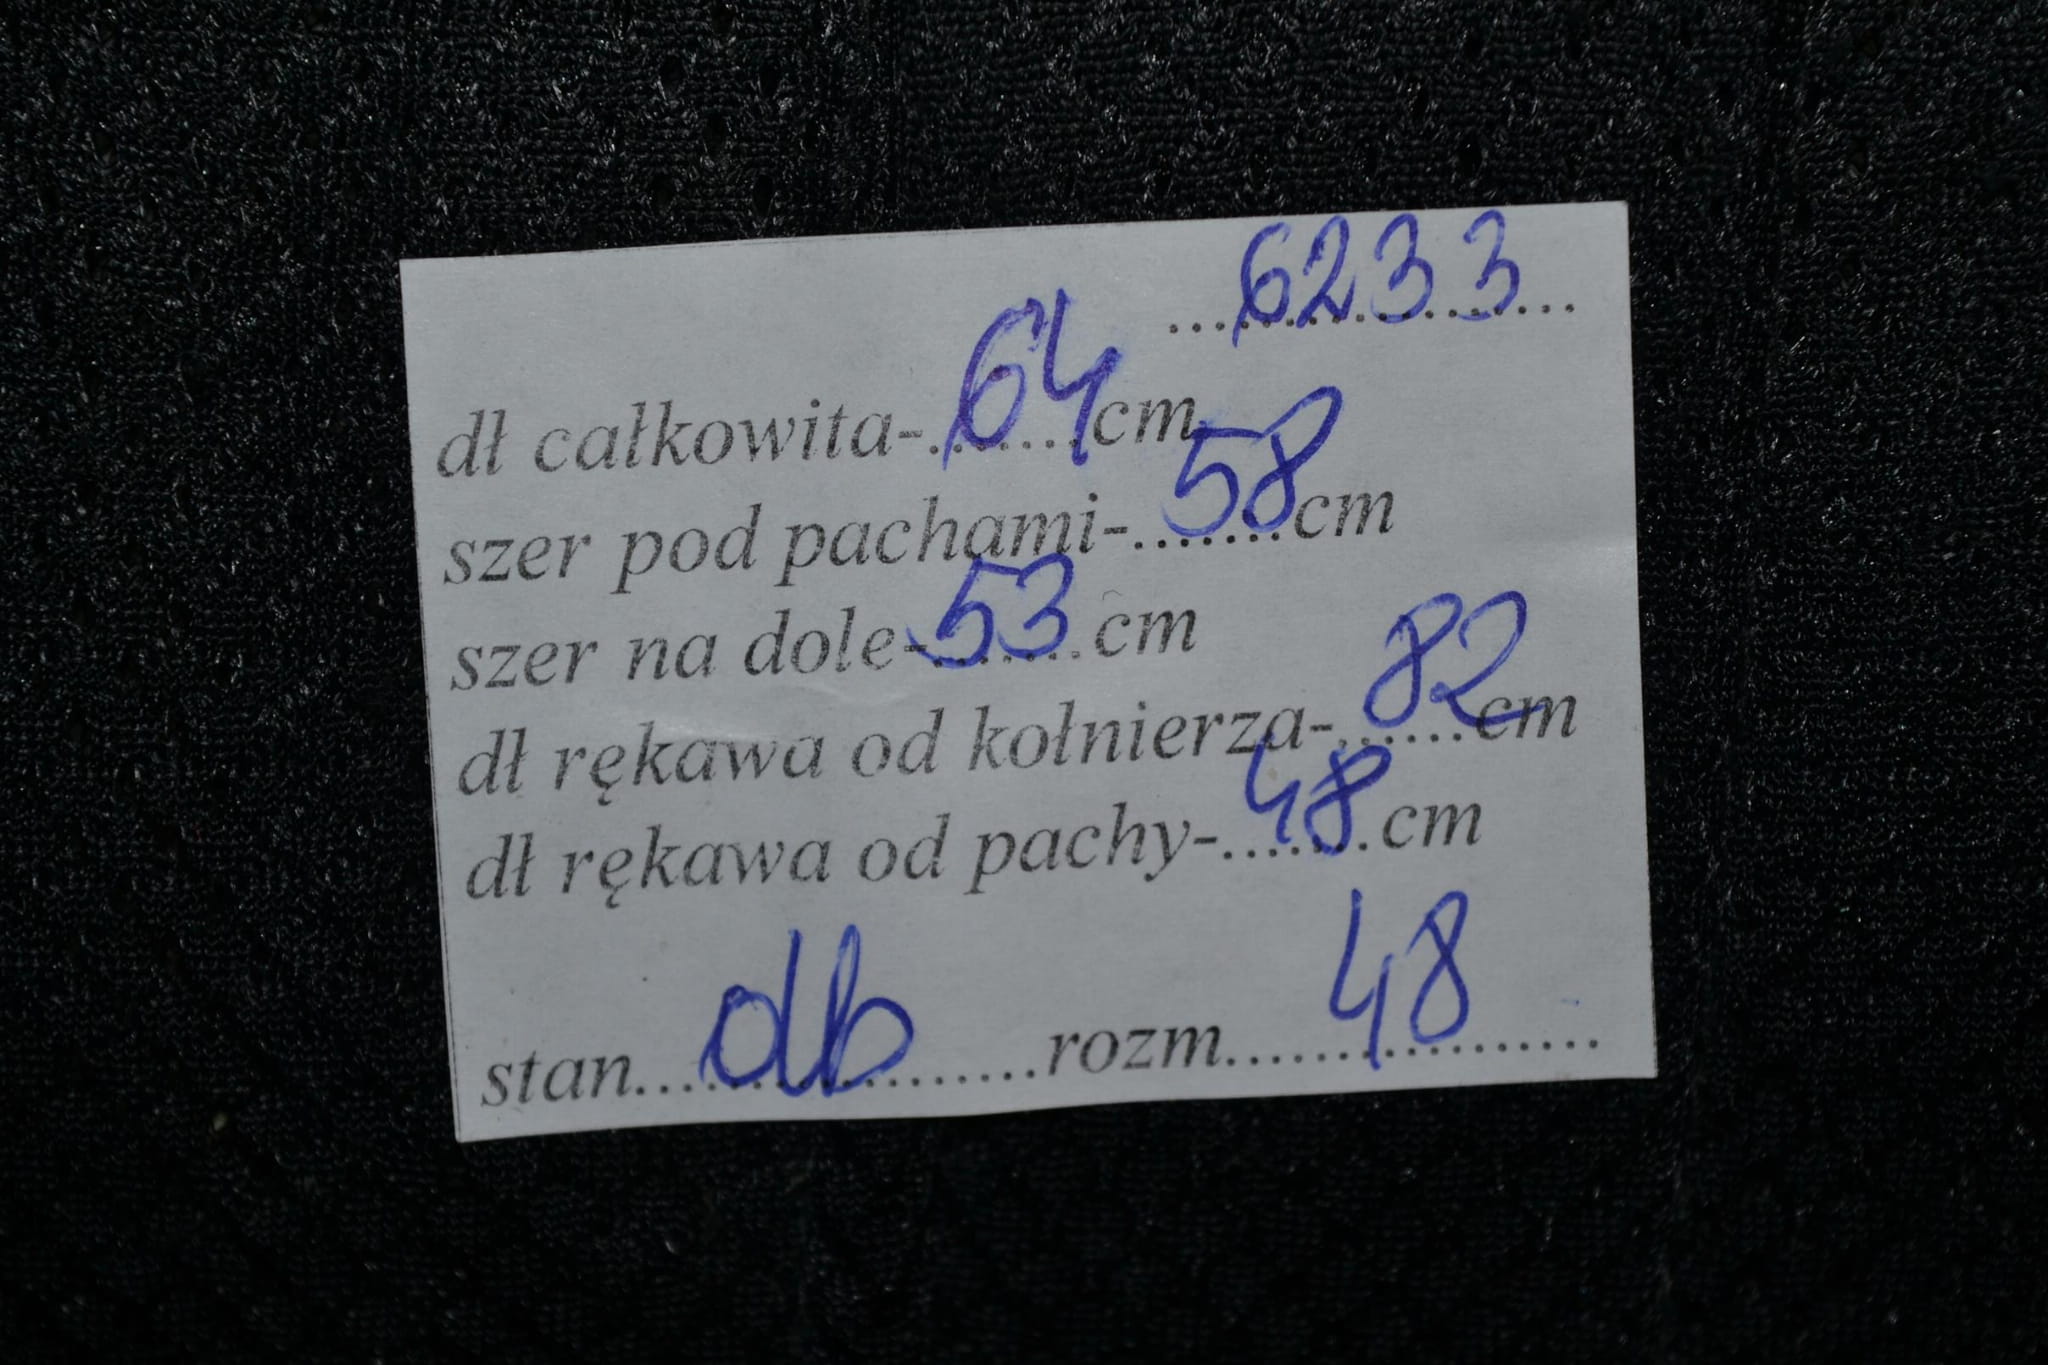 ...6233...
dł całkowita-...64...cm
szer pod pachami-...58...cm
szer na dole-...53...cm
dł rękawa od kołnierza-...82...cm
dł rękawa od pachy-...48...cm
stan...db...rozm...48...